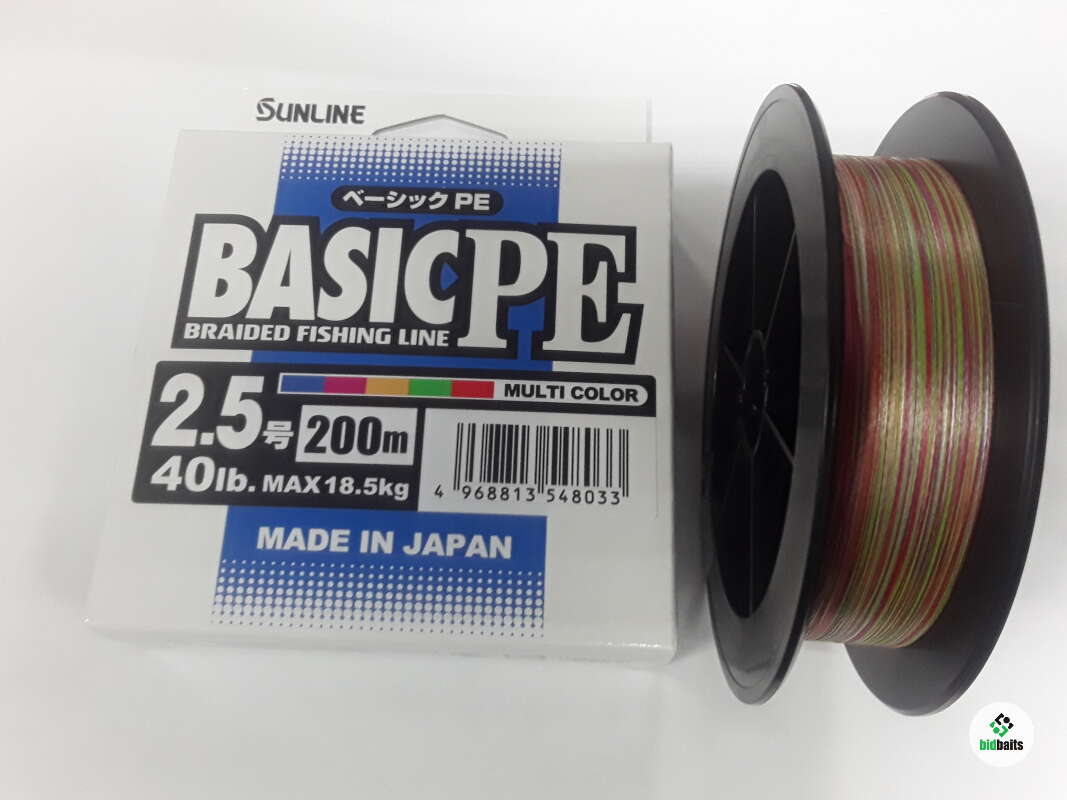 SUNLINE
ベーシック PE
BASIC PE
BRAIDED FISHING LINE
MULTI COLOR
2.5号 200m
40lb. MAX 18.5kg
4 968813 548033
MADE IN JAPAN
bidbaits